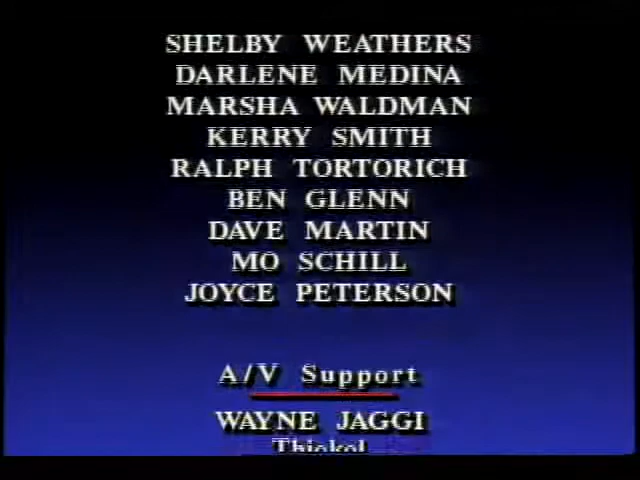 SHELBY WEATHERS
DARLENE MEDINA
MARSHA WALDMAN
KERRY SMITH
RALPH TORTORICH
BEN GLENN
DAVE MARTIN
MO SCHILL
JOYCE PETERSON
A/V Support
WAYNE JAGGI
Thiokol